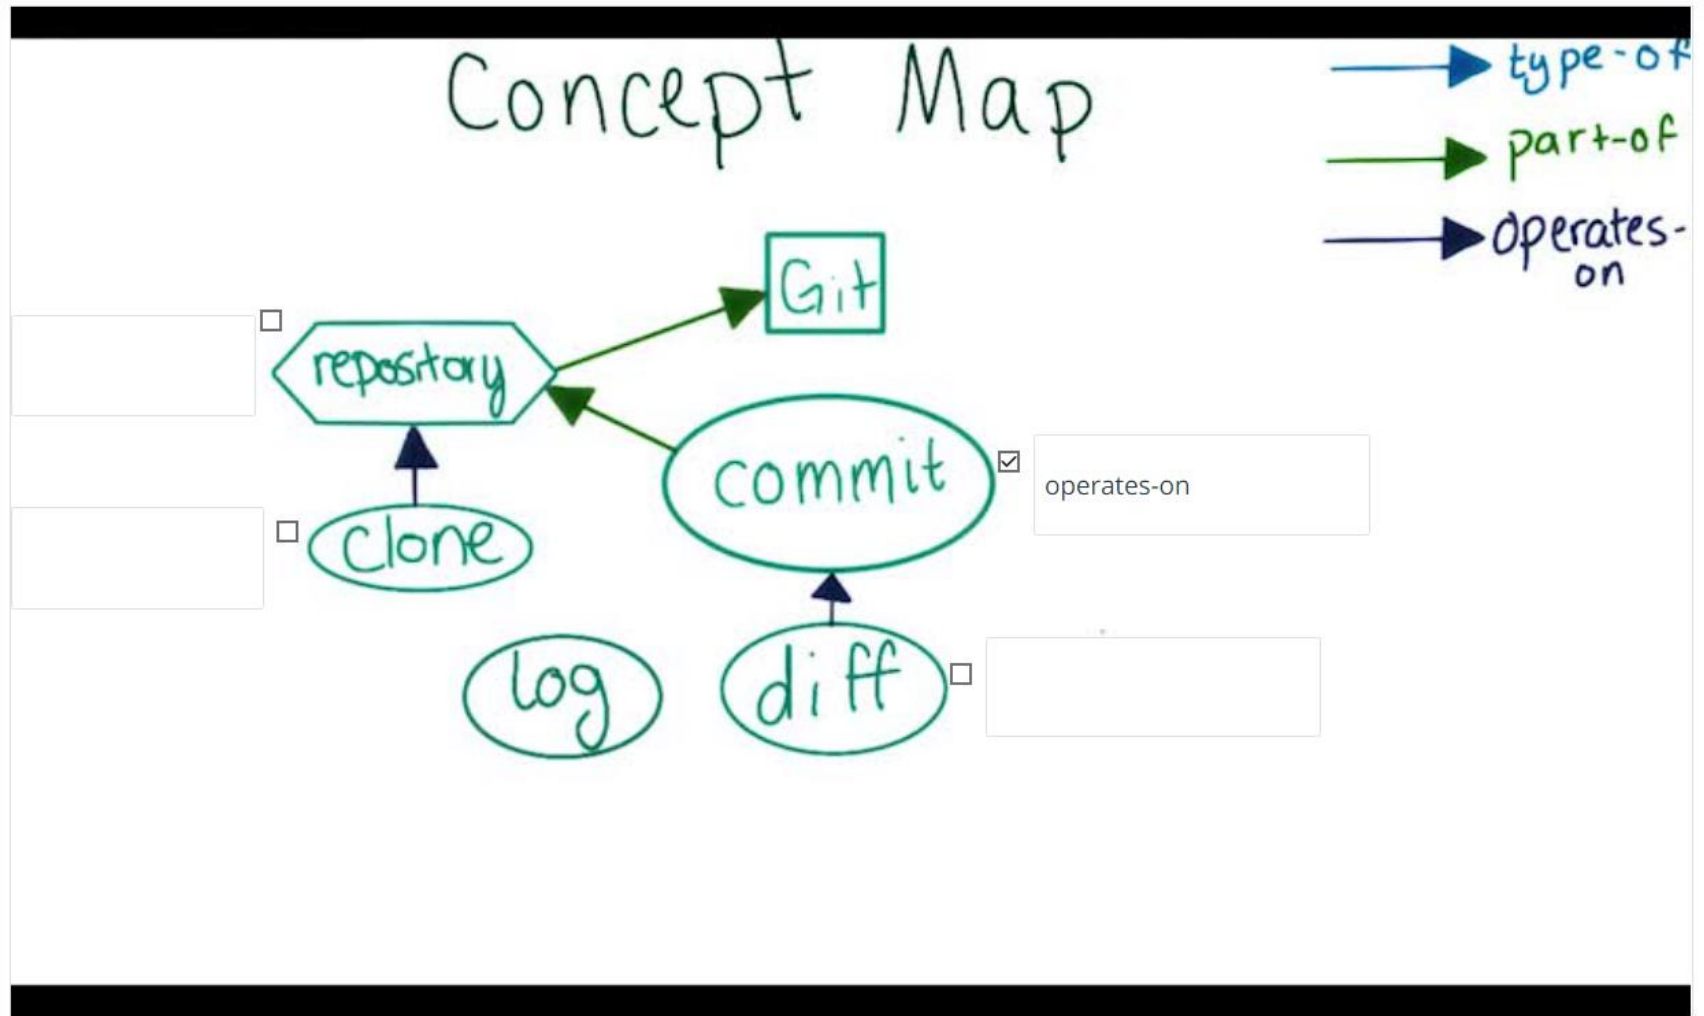 Concept Map
type-of
part-of
operates-
on
Git
repository
commit
operates-on
clone
log
diff